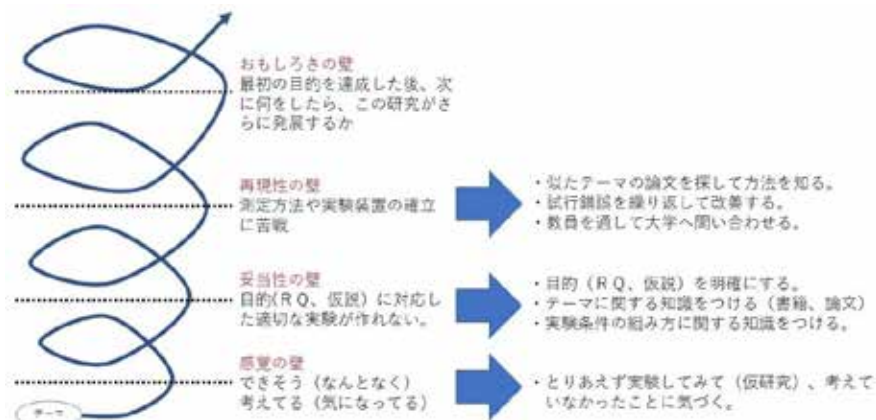 おもしろさの壁
最初の目的を達成した後、次
に何をしたら、この研究がさ
らに発展するか
再現性の壁
測定方法や実験装置の確立
に苦戦
・似たテーマの論文を探して方法を知る。
・試行錯誤を繰り返して改善する。
・教員を通して大学へ問い合わせる。
妥当性の壁
目的(ＲＱ、仮説)に対応し
た適切な実験が作れない。
・目的（ＲＱ、仮説）を明確にする。
・テーマに関する知識をつける（書籍、論文）
・実験条件の組み方に関する知識をつける。
感覚の壁
できそう（なんとなく）
考えてる（気になってる）
・とりあえず実験してみて（仮研究）、考えて
いなかったことに気づく。
テーマ